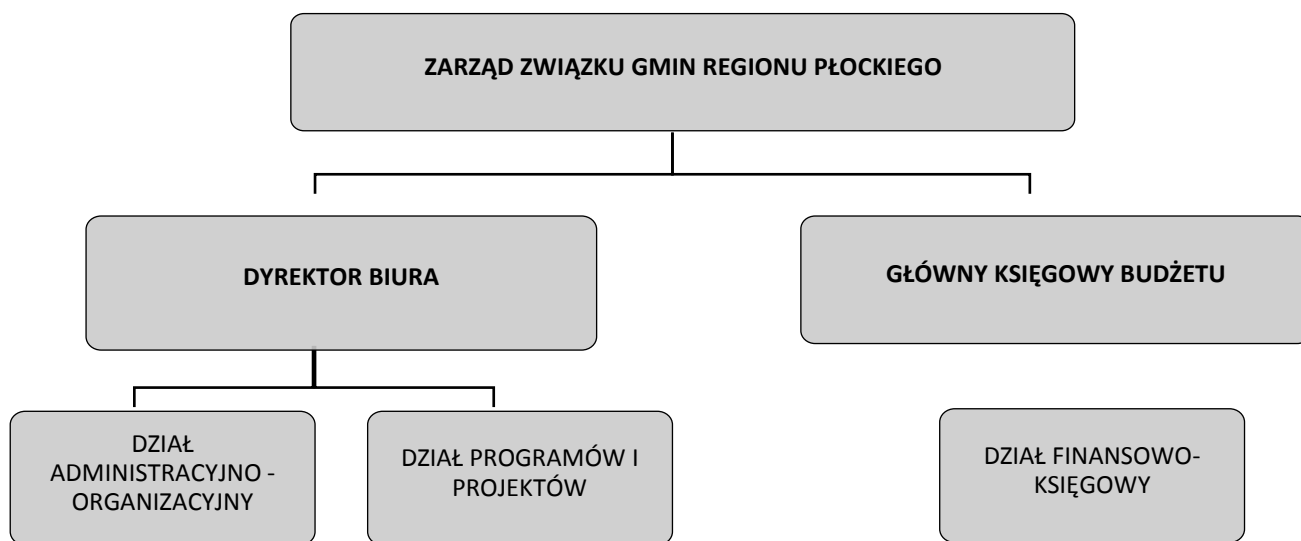 ZARZĄD ZWIĄZKU GMIN REGIONU PŁOCKIEGO
DYREKTOR BIURA
GŁÓWNY KSIĘGOWY BUDŻETU
DZIAŁ
ADMINISTRACYJNO -
ORGANIZACYJNY
DZIAŁ PROGRAMÓW I
PROJEKTÓW
DZIAŁ FINANSOWO-
KSIĘGOWY